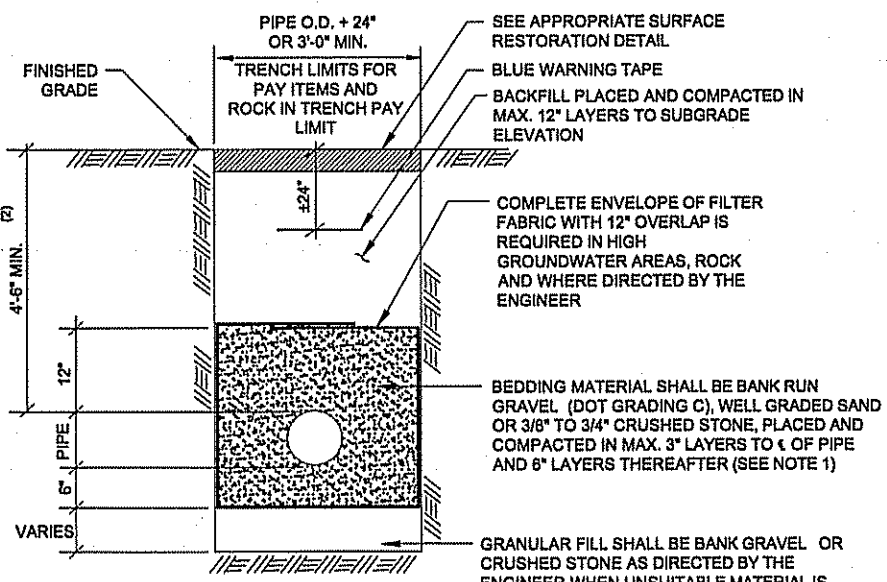 PIPE O.D. + 24"
OR 3'-0" MIN.
TRENCH LIMITS FOR
PAY ITEMS AND
ROCK IN TRENCH PAY
LIMIT
FINISHED
GRADE
SEE APPROPRIATE SURFACE
RESTORATION DETAIL
BLUE WARNING TAPE
BACKFILL PLACED AND COMPACTED IN
MAX. 12" LAYERS TO SUBGRADE
ELEVATION
±24"
(2)
4'-6" MIN.
COMPLETE ENVELOPE OF FILTER
FABRIC WITH 12" OVERLAP IS
REQUIRED IN HIGH
GROUNDWATER AREAS, ROCK
AND WHERE DIRECTED BY THE
ENGINEER
12"
PIPE
6"
VARIES
BEDDING MATERIAL SHALL BE BANK RUN
GRAVEL (DOT GRADING C), WELL GRADED SAND
OR 3/8" TO 3/4" CRUSHED STONE, PLACED AND
COMPACTED IN MAX. 3" LAYERS TO ℄ OF PIPE
AND 6" LAYERS THEREAFTER (SEE NOTE 1)
GRANULAR FILL SHALL BE BANK GRAVEL OR
CRUSHED STONE AS DIRECTED BY THE
ENGINEER WHEN UNSUITABLE MATERIAL IS